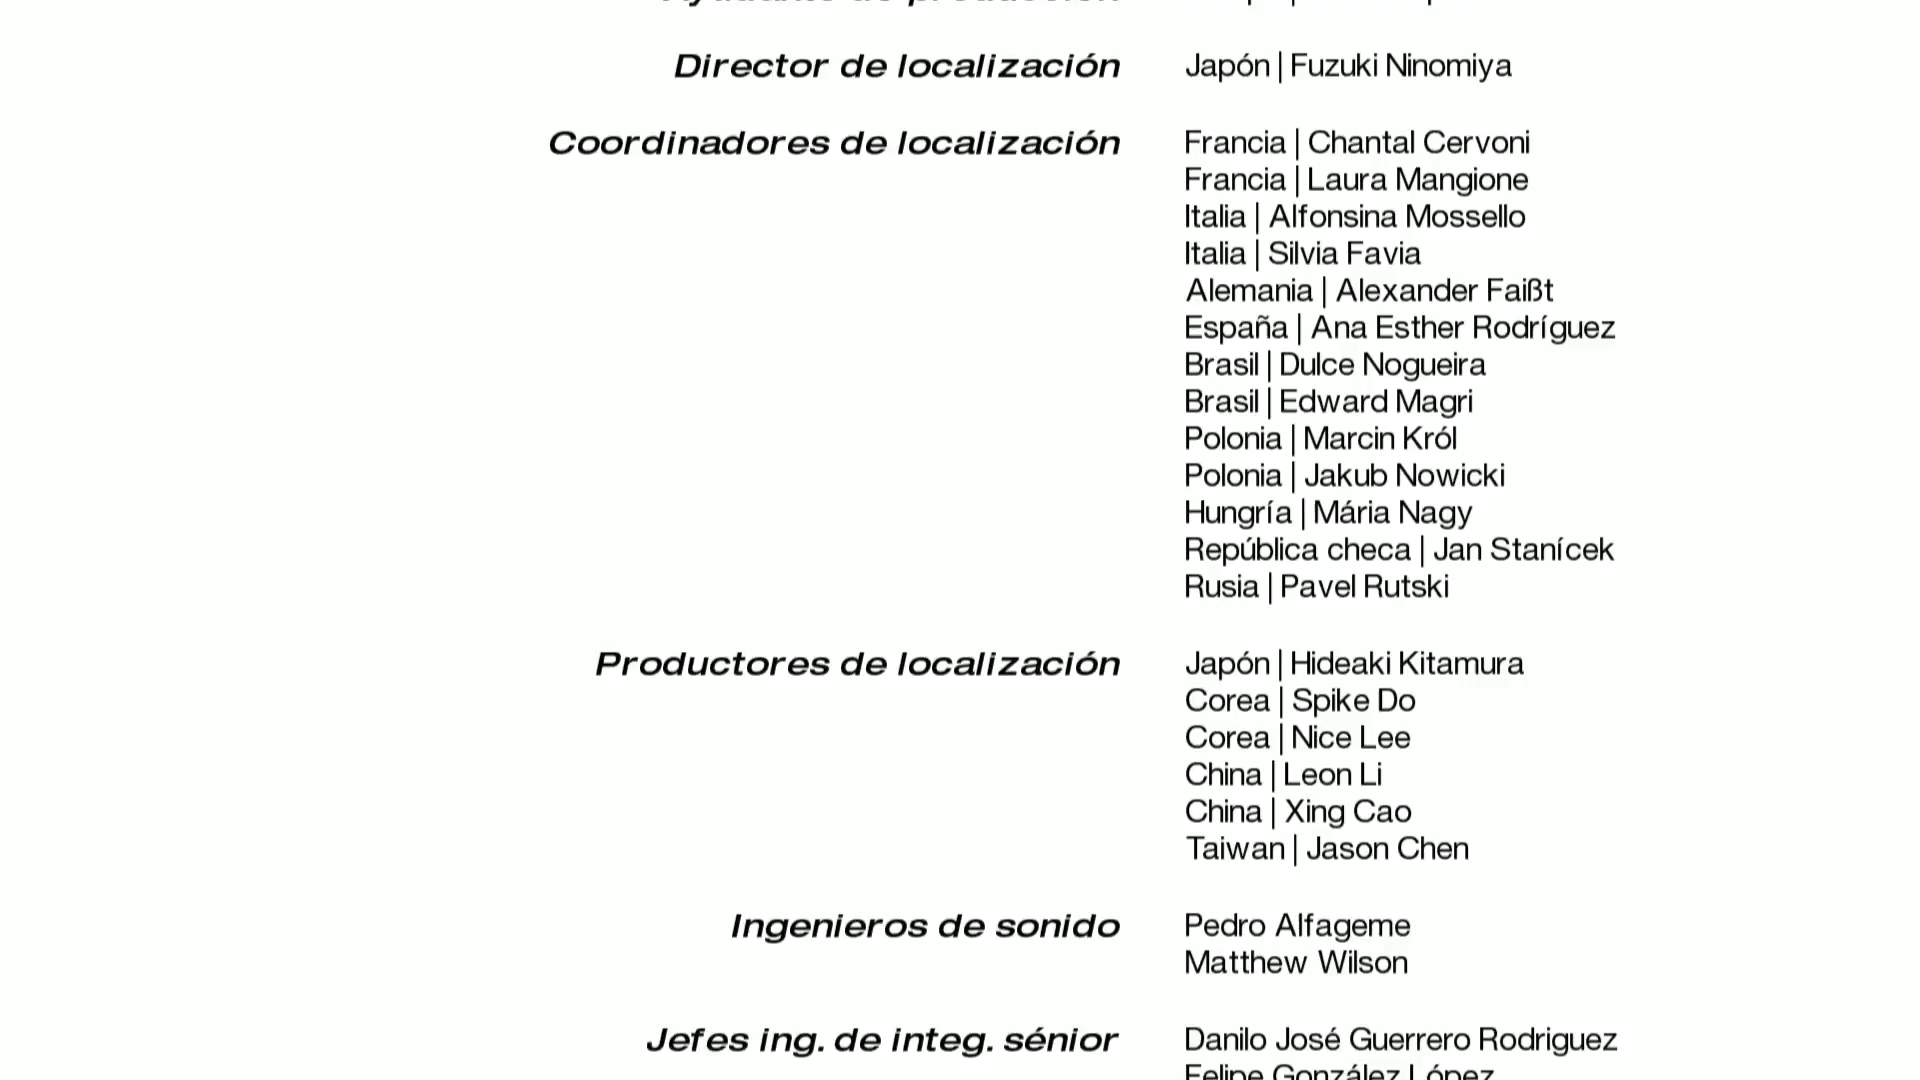 Director de localización Japón | Fuzuki Ninomiya
Coordinadores de localización Francia | Chantal Cervoni
Francia | Laura Mangione
Italia | Alfonsina Mossello
Italia | Silvia Favia
Alemania | Alexander Faißt
España | Ana Esther Rodríguez
Brasil | Dulce Nogueira
Brasil | Edward Magri
Polonia | Marcin Król
Polonia | Jakub Nowicki
Hungría | Mária Nagy
República checa | Jan Stanícek
Rusia | Pavel Rutski
Productores de localización Japón | Hideaki Kitamura
Corea | Spike Do
Corea | Nice Lee
China | Leon Li
China | Xing Cao
Taiwan | Jason Chen
Ingenieros de sonido Pedro Alfageme
Matthew Wilson
Jefes ing. de integ. sénior Danilo José Guerrero Rodriguez
Felipe González López